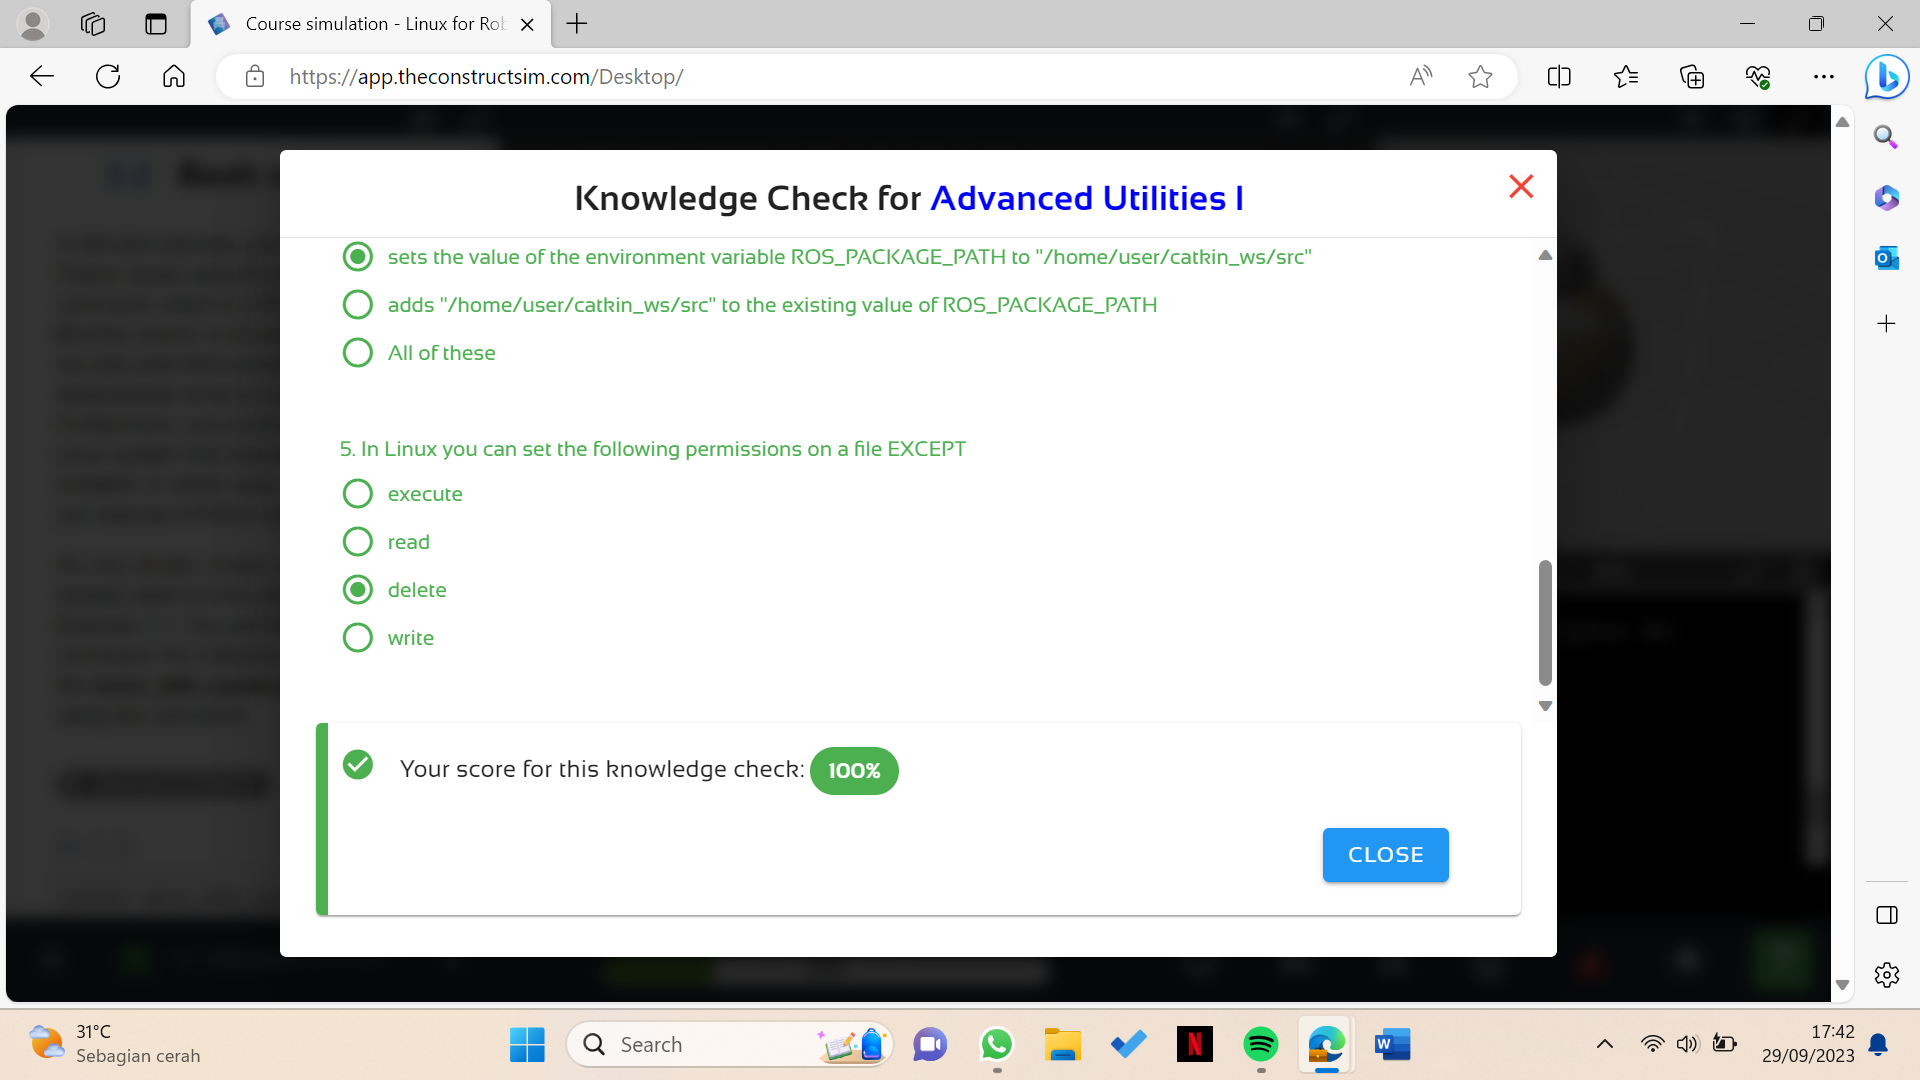 Course simulation - Linux for Rob
https://app.theconstructsim.com/Desktop/
Knowledge Check for Advanced Utilities I
sets the value of the environment variable ROS_PACKAGE_PATH to "/home/user/catkin_ws/src"
adds "/home/user/catkin_ws/src" to the existing value of ROS_PACKAGE_PATH
All of these
5. In Linux you can set the following permissions on a file EXCEPT
execute
read
delete
write
Your score for this knowledge check: 100%
CLOSE
31°C
Sebagian cerah
Search
17:42
29/09/2023